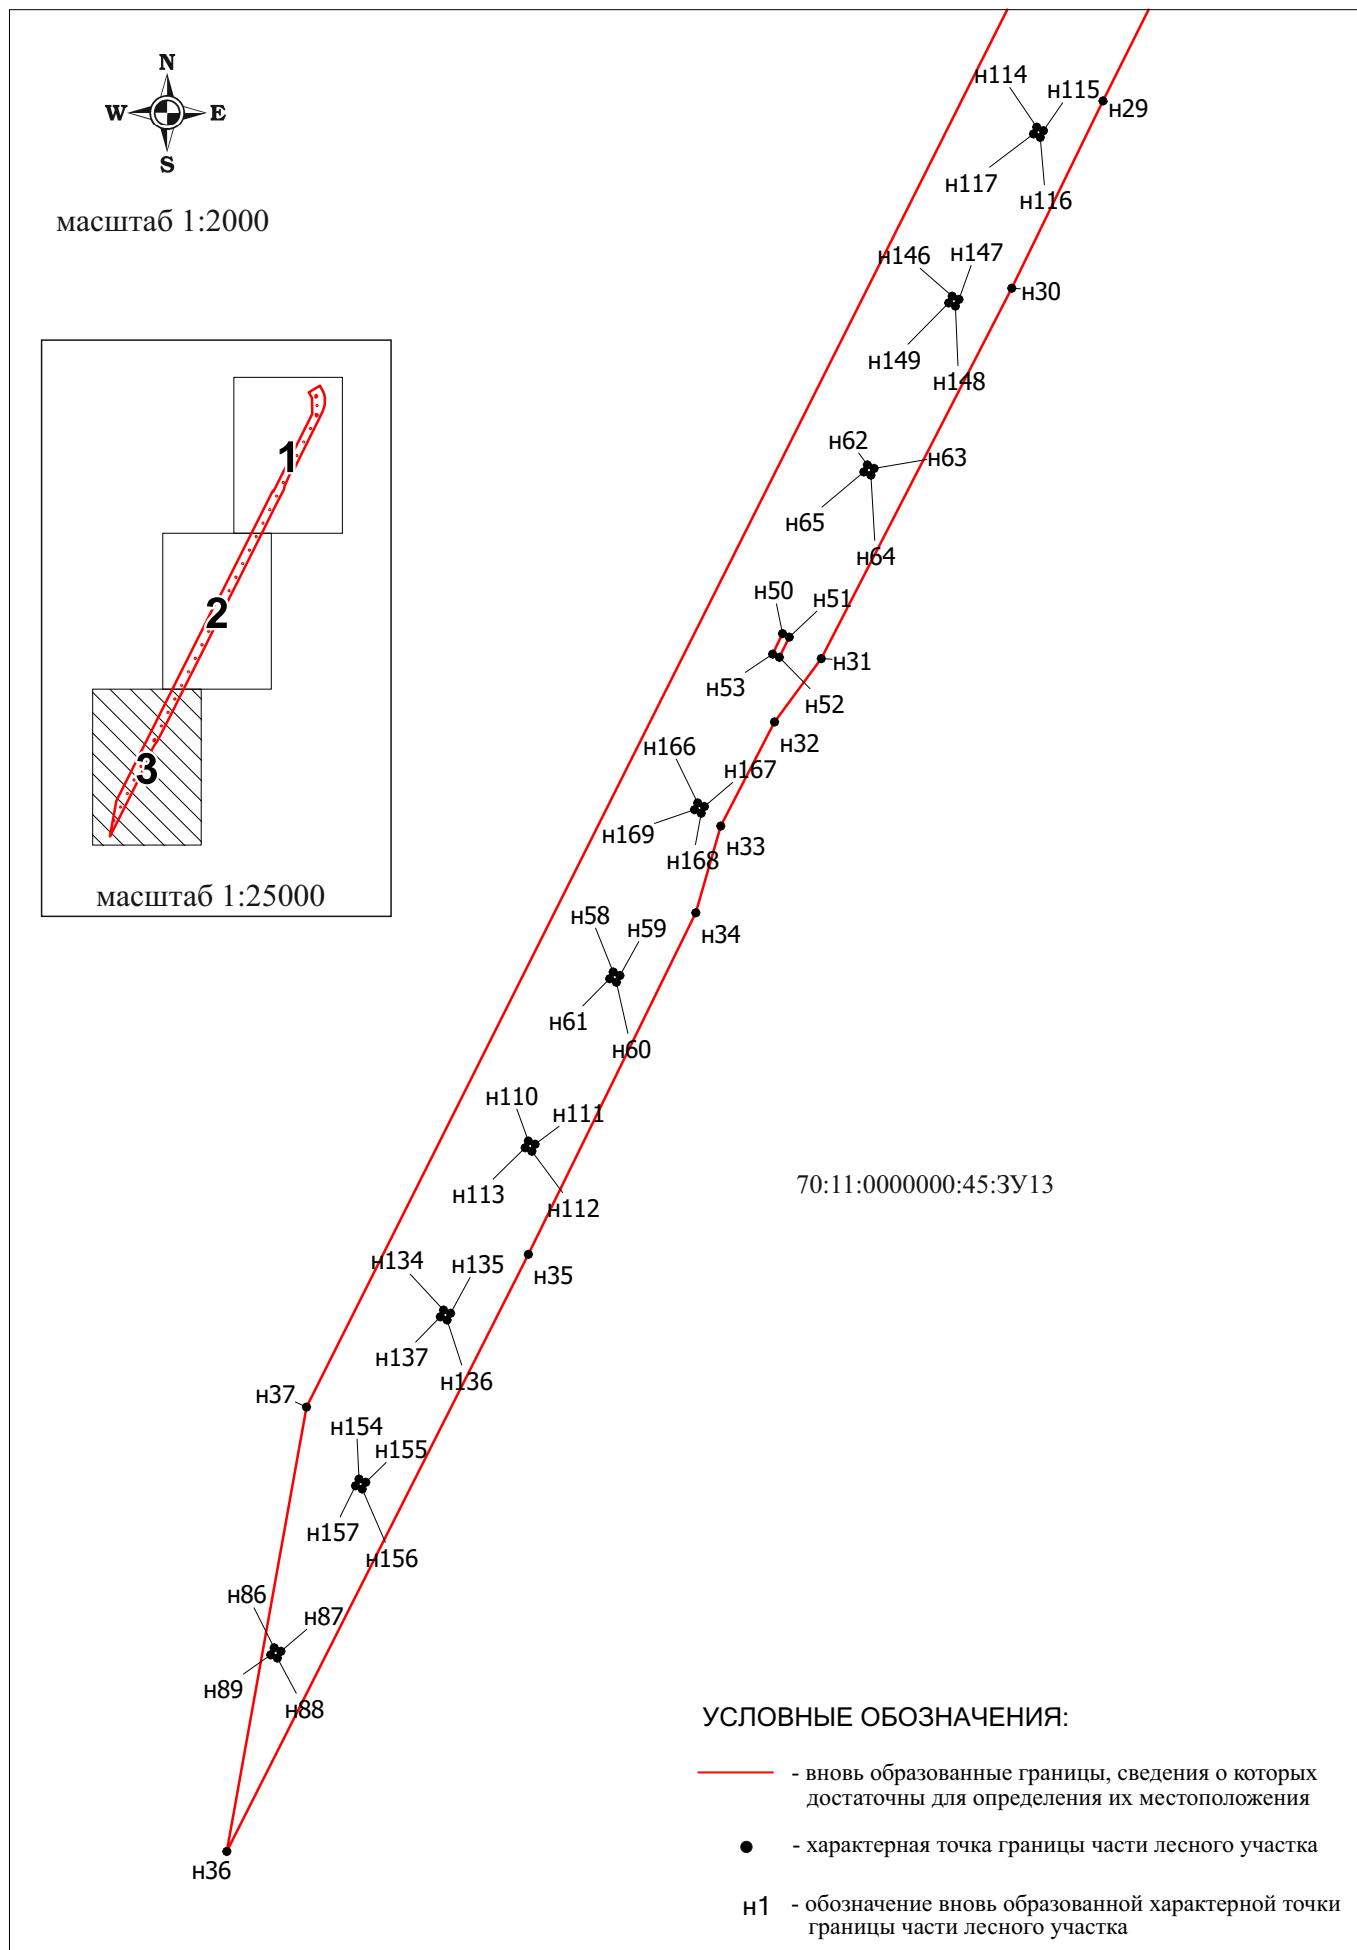 N
W E
S
масштаб 1:2000
1
2
3
масштаб 1:25000
н114
н115
н29
н117
н116
н146
н147
н30
н149
н148
н62
н63
н65
н64
н50
н51
н31
н53
н52
н32
н166
н167
н169
н168
н33
н34
н58
н59
н61
н60
н110
н111
н113
н112
70:11:0000000:45:ЗУ13
н134
н135
н35
н137
н136
н37
н154
н155
н157
н156
н86
н87
н89
н88
н36
УСЛОВНЫЕ ОБОЗНАЧЕНИЯ:
- вновь образованные границы, сведения о которых
достаточны для определения их местоположения
- характерная точка границы части лесного участка
н1 - обозначение вновь образованной характерной точки
границы части лесного участка